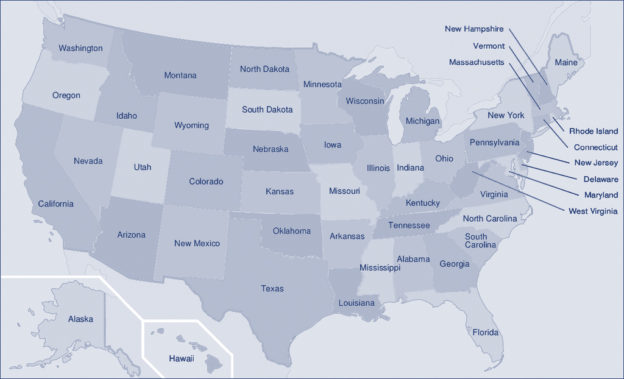 New Hampshire
Vermont
Massachusetts
Washington
Montana
North Dakota
Minnesota
Maine
Oregon
Idaho
Wyoming
South Dakota
Wisconsin
Michigan
New York
Rhode Island
Connecticut
New Jersey
Delaware
Maryland
West Virginia
Nevada
Utah
Colorado
Nebraska
Iowa
Illinois
Indiana
Ohio
Pennsylvania
California
Kansas
Missouri
Kentucky
Virginia
Arizona
New Mexico
Oklahoma
Arkansas
Tennessee
North Carolina
South
Carolina
Texas
Louisiana
Mississippi
Alabama
Georgia
Florida
Alaska
Hawaii